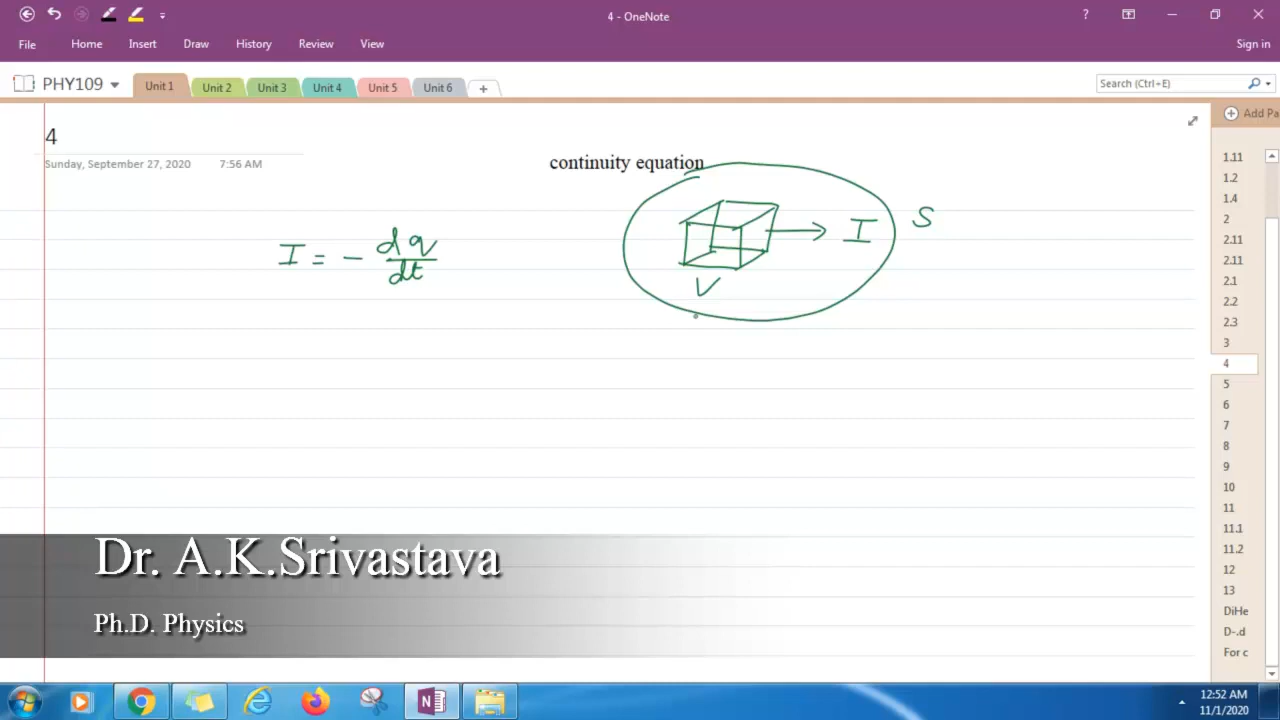 4 - OneNote
?
File Home Insert Draw History Review View
Sign in
PHY109 Unit 1 Unit 2 Unit 3 Unit 4 Unit 5 Unit 6 +
Search (Ctrl+E)
Add Pa
4
Sunday, September 27, 2020 7:56 AM
continuity equation
I = - dq/dt
I S
V
1.11
1.2
1.4
2
2.11
2.11
2.1
2.2
2.3
3
4
5
6
7
8
9
10
11
11.1
11.2
12
13
DiHe
D-.d
For c
Dr. A.K.Srivastava
Ph.D. Physics
12:52 AM
11/1/2020